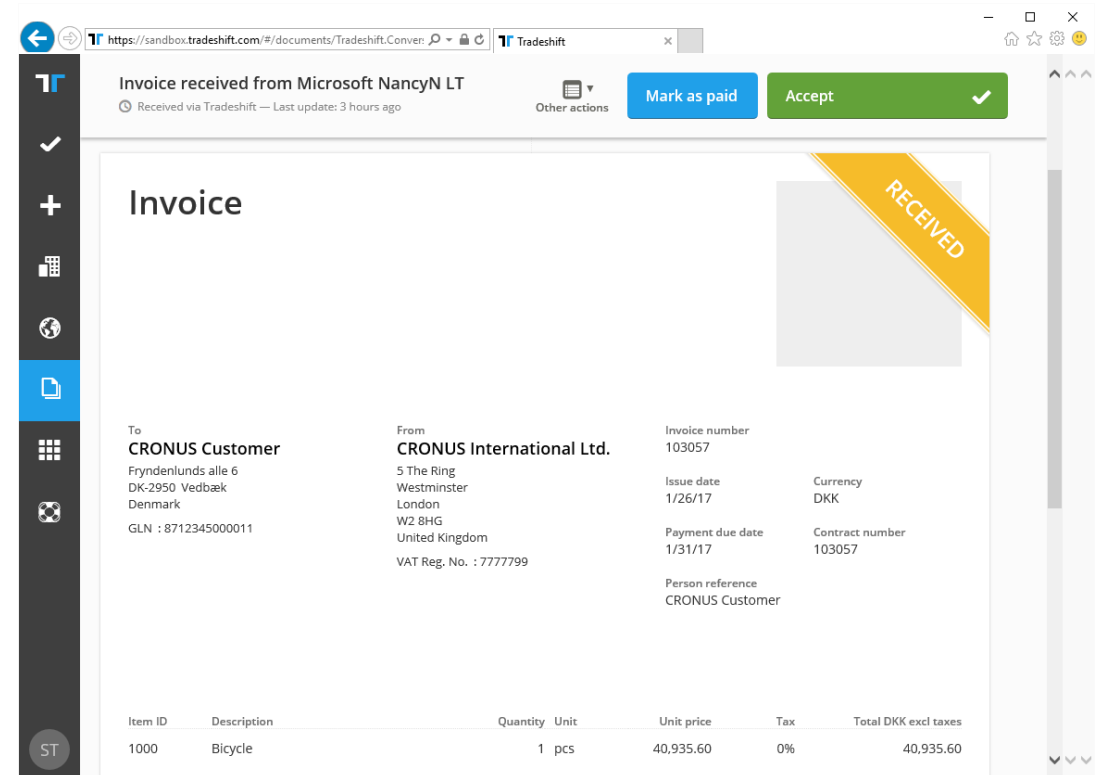 https://sandbox.tradeshift.com/#/documents/Tradeshift.Conver:
Tradeshift
Invoice received from Microsoft NancyN LT
Received via Tradeshift — Last update: 3 hours ago
Other actions
Mark as paid
Accept
Invoice
RECEIVED
To
CRONUS Customer
Fryndenlunds alle 6
DK-2950 Vedbæk
Denmark
GLN : 8712345000011
From
CRONUS International Ltd.
5 The Ring
Westminster
London
W2 8HG
United Kingdom
VAT Reg. No. : 7777799
Invoice number
103057
Issue date
1/26/17
Currency
DKK
Payment due date
1/31/17
Contract number
103057
Person reference
CRONUS Customer
Item ID Description Quantity Unit Unit price Tax Total DKK excl taxes
1000 Bicycle 1 pcs 40,935.60 0% 40,935.60
ST